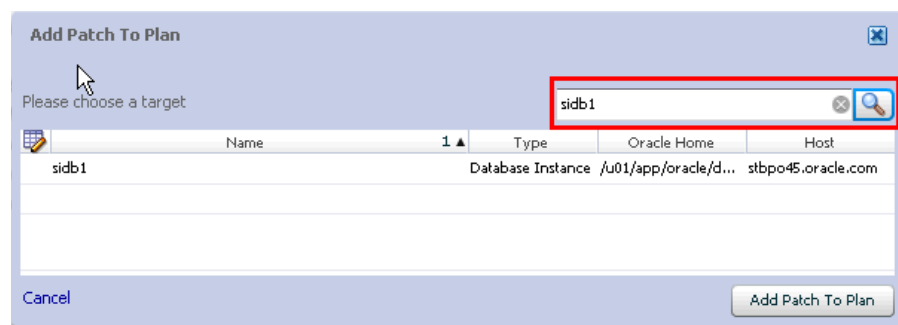 Add Patch To Plan
Please choose a target
sidb1
Name 1 Type Oracle Home Host
sidb1 Database Instance /u01/app/oracle/d... stbpo45.oracle.com
Cancel Add Patch To Plan